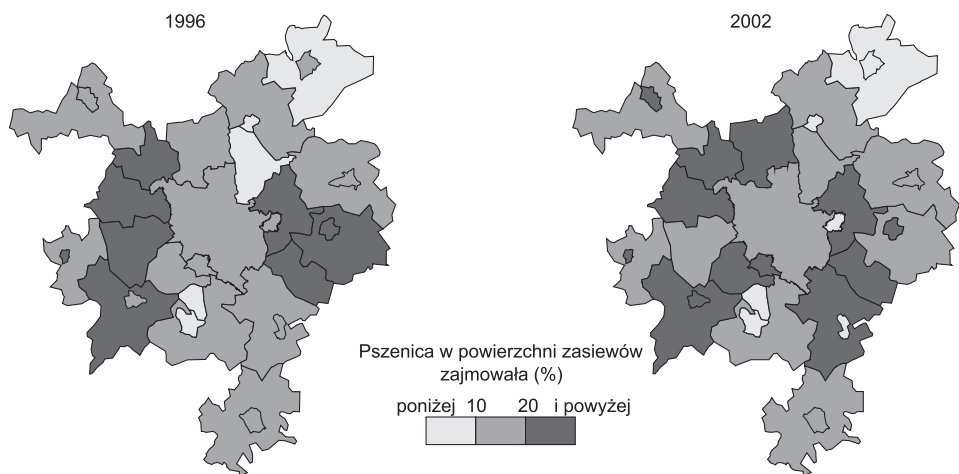 1996
2002
Pszenica w powierzchni zasiewów
zajmowała (%)
poniżej 10 20 i powyżej